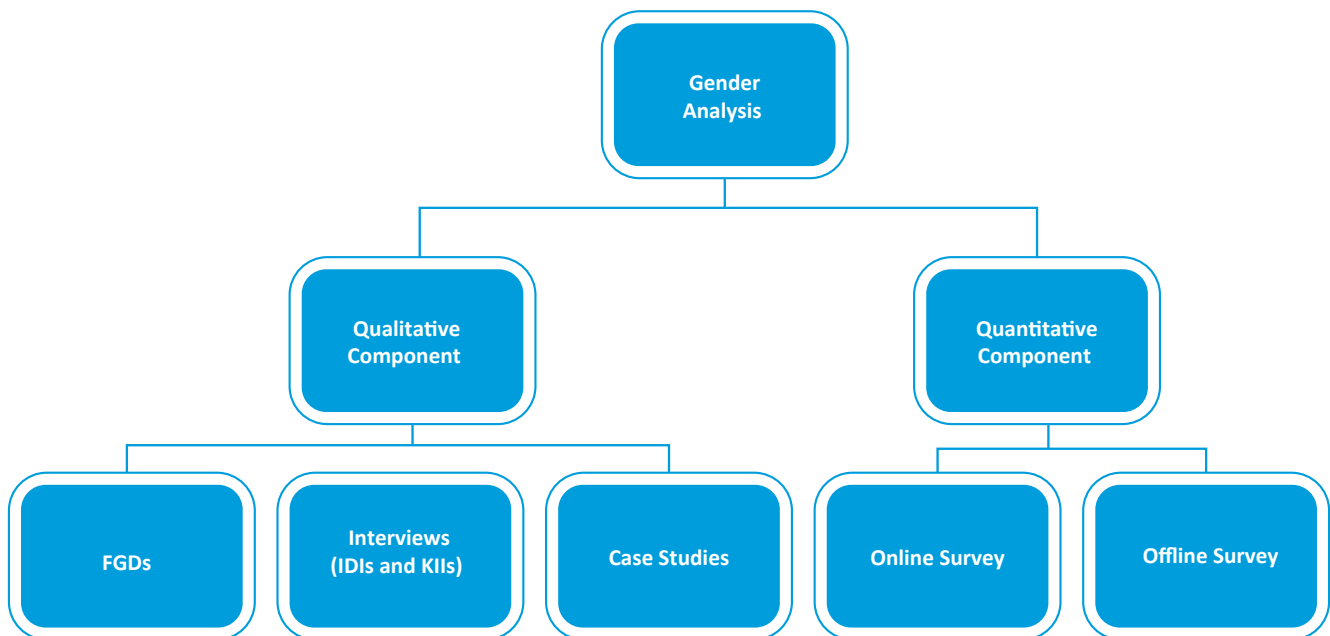 Gender
Analysis
Qualitative
Component
Quantitative
Component
FGDs
Interviews
(IDIs and KIIs)
Case Studies
Online Survey
Offline Survey